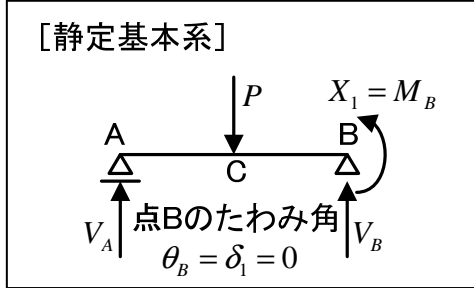 [静定基本系]
P
X₁ = M_B
A
B
C
V_A
点Bのたわみ角
V_B
θ_B = δ₁ = 0